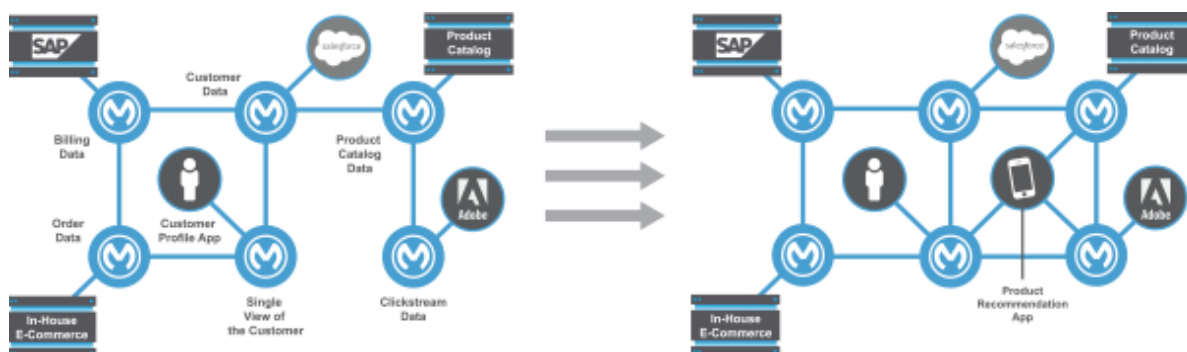 SAP
salesforce
Product
Catalog
Customer
Data
Billing
Data
Product
Catalog
Data
Adobe
Order
Data
Customer
Profile App
In-House
E-Commerce
Single
View of
the Customer
Clickstream
Data
SAP
salesforce
Product
Catalog
Adobe
Product
Recommendation
App
In-House
E-Commerce